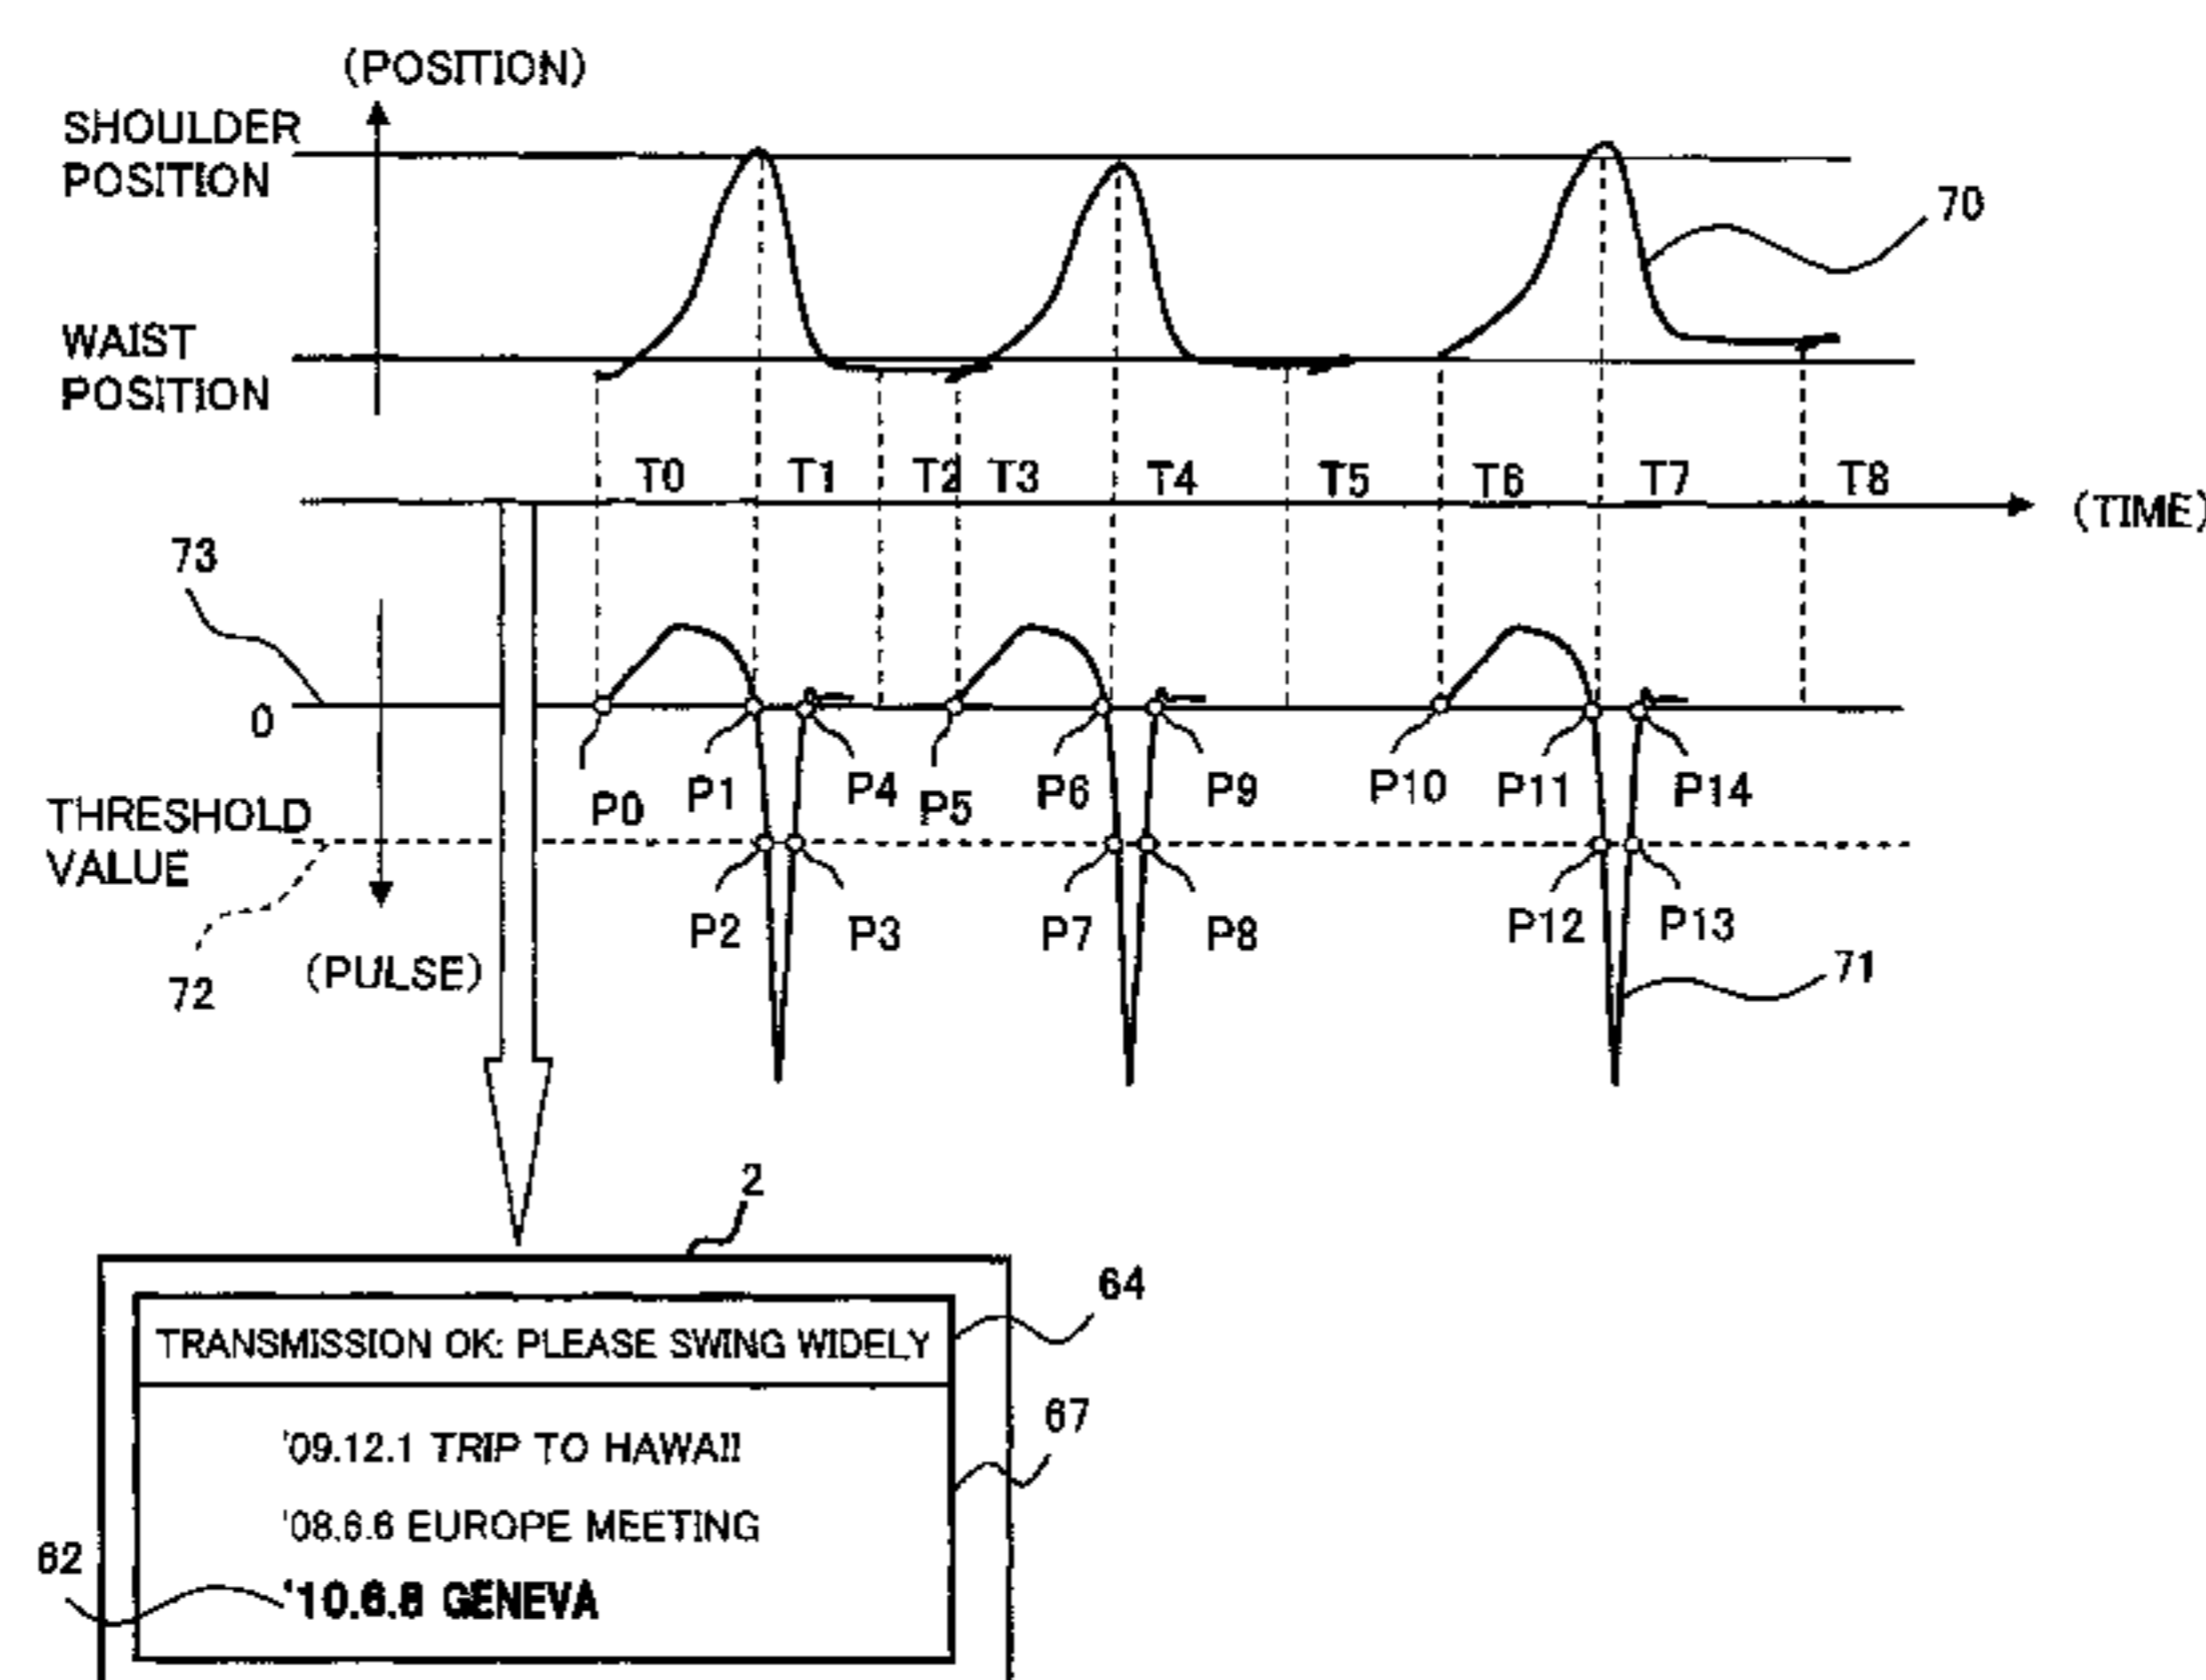 (POSITION)
SHOULDER
POSITION
70
WAIST
POSITION
T0 T1 T2 T3 T4 T5 T6 T7 T8
(TIME)
73
0
P0 P1 P4 P5 P6 P9 P10 P11 P14
THRESHOLD
VALUE
P2 P3 P7 P8 P12 P13
72
(PULSE)
71
2
64
TRANSMISSION OK: PLEASE SWING WIDELY
67
'09.12.1 TRIP TO HAWAII
'08.6.6 EUROPE MEETING
62
'10.6.8 GENEVA